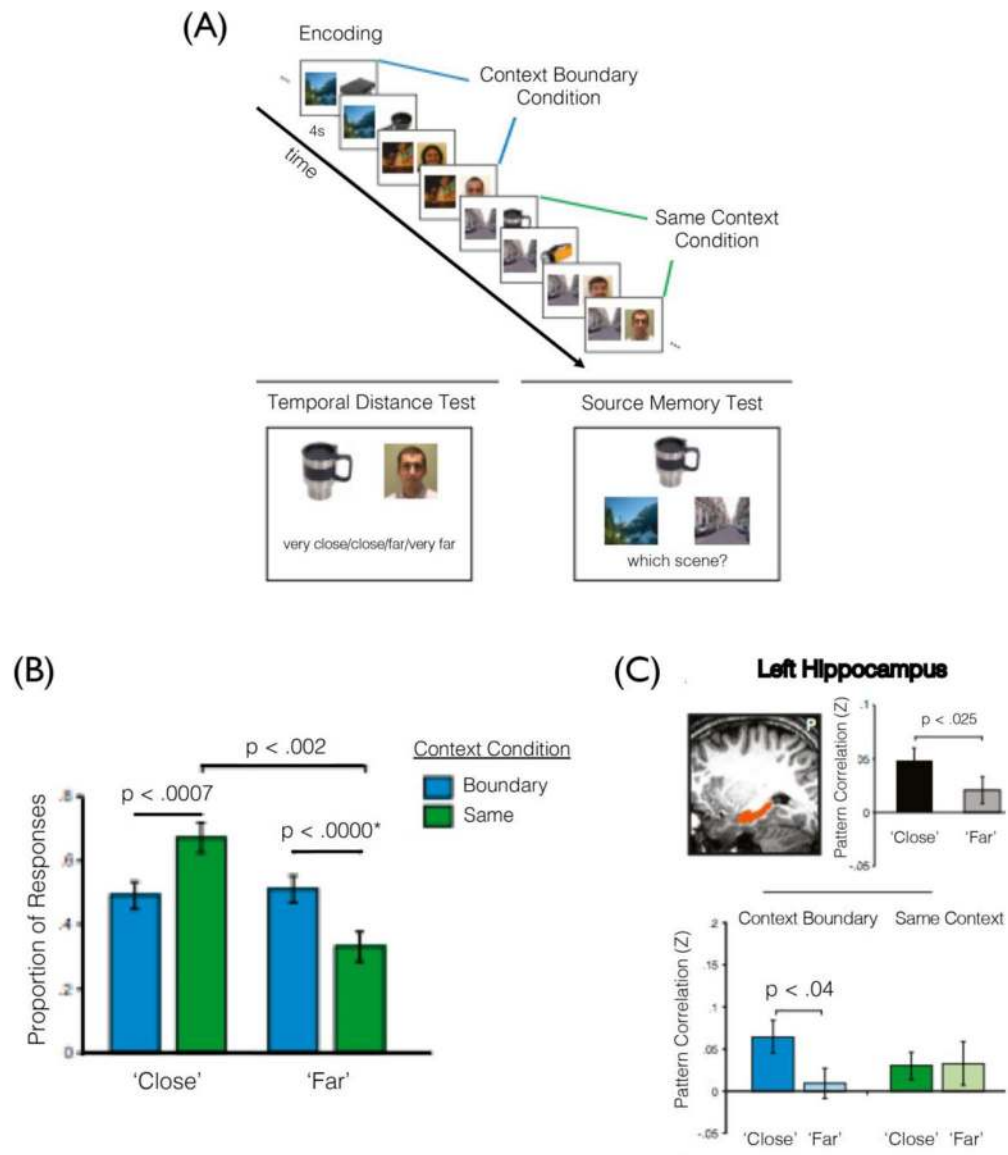 (A)
Encoding
...
Context Boundary
Condition
4s
time
Same Context
Condition
...
Temporal Distance Test
very close/close/far/very far
Source Memory Test
which scene?
(B)
p < .002
p < .0007
p < .0000*
Context Condition
Boundary
Same
Proportion of Responses
.8
.6
.4
.2
0
'Close'
'Far'
(C)
Left Hippocampus
P
Pattern Correlation (Z)
.1
.05
0
-.05
p < .025
'Close'
'Far'
Context Boundary
Same Context
Pattern Correlation (Z)
.2
.15
.1
.05
0
-.05
p < .04
'Close'
'Far'
'Close'
'Far'